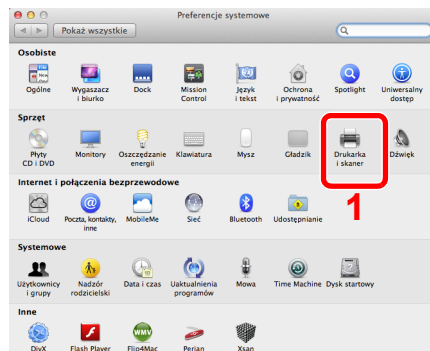 Preferencje systemowe
Pokaż wszystkie
Osobiste
Ogólne
Wygaszacz
i biurko
Dock
Mission
Control
Język
i tekst
Ochrona
i prywatność
Spotlight
Uniwersalny
dostęp
Sprzęt
Płyty
CD i DVD
Monitory
Oszczędzanie
energii
Klawiatura
Mysz
Gładzik
Drukarka
i skaner
Dźwięk
Internet i połączenia bezprzewodowe
iCloud
Poczta, kontakty,
inne
MobileMe
Sieć
Bluetooth
Udostępnianie
1
Systemowe
Użytkownicy
i grupy
Nadzór
rodzicielski
Data i czas
Uaktualnienia
programów
Mowa
Time Machine
Dysk startowy
Inne
DivX
Flash Player
WMV
Flip4Mac
Perian
Xsan